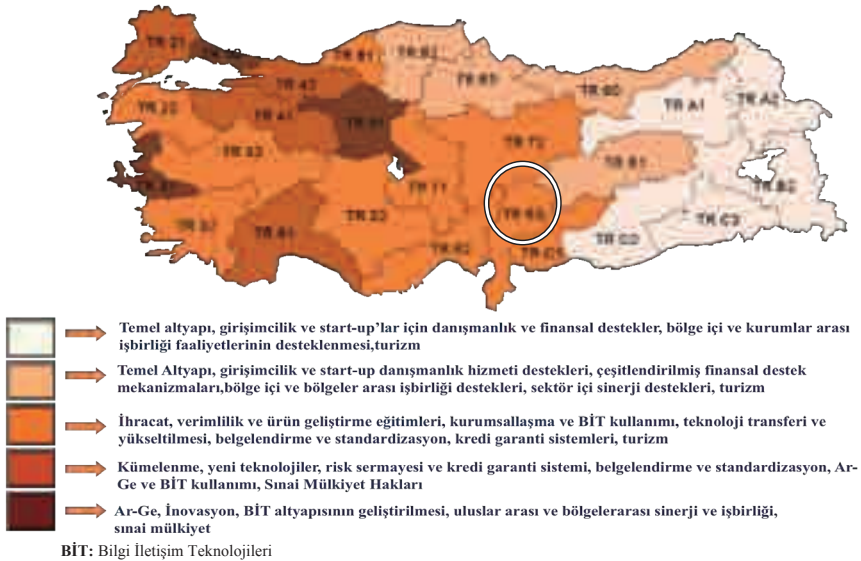 TR 21
TR 42
TR 81
TR 82
TR 83
TR 90
TR A1
TR A2
TR 22
TR 41
TR 51
TR 72
TR 33
TR B1
TR 71
TR B2
TR 63
TR C3
TR 32
TR 61
TR 52
TR 62
TR C1
TR C2
Temel altyapı, girişimcilik ve start-up’lar için danışmanlık ve finansal destekler, bölge içi ve kurumlar arası
işbirliği faaliyetlerinin desteklenmesi,turizm
Temel Altyapı, girişimcilik ve start-up danışmanlık hizmeti destekleri, çeşitlendirilmiş finansal destek
mekanizmaları,bölge içi ve bölgeler arası işbirliği destekleri, sektör içi sinerji destekleri, turizm
İhracat, verimlilik ve ürün geliştirme eğitimleri, kurumsallaşma ve BİT kullanımı, teknoloji transferi ve
yükseltilmesi, belgelendirme ve standardizasyon, kredi garanti sistemleri, turizm
Kümelenme, yeni teknolojiler, risk sermayesi ve kredi garanti sistemi, belgelendirme ve standardizasyon, Ar-
Ge ve BİT kullanımı, Sınai Mülkiyet Hakları
Ar-Ge, İnovasyon, BİT altyapısının geliştirilmesi, uluslar arası ve bölgelerarası sinerji ve işbirliği,
sınai mülkiyet
BİT: Bilgi İletişim Teknolojileri